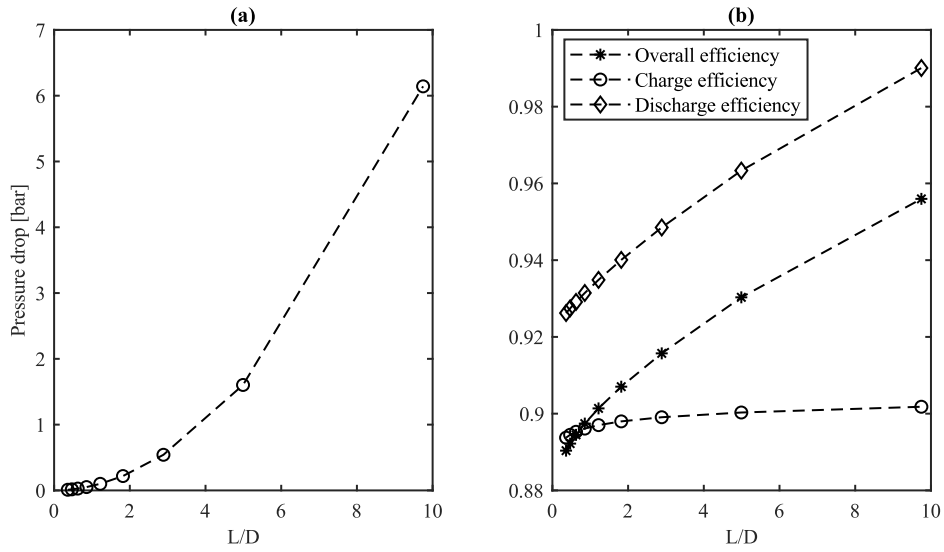 (a)
7
6
5
4
3
2
1
0
Pressure drop [bar]
0 2 4 6 8 10
L/D
(b)
1
0.98
0.96
0.94
0.92
0.9
0.88
Overall efficiency
Charge efficiency
Discharge efficiency
0 2 4 6 8 10
L/D